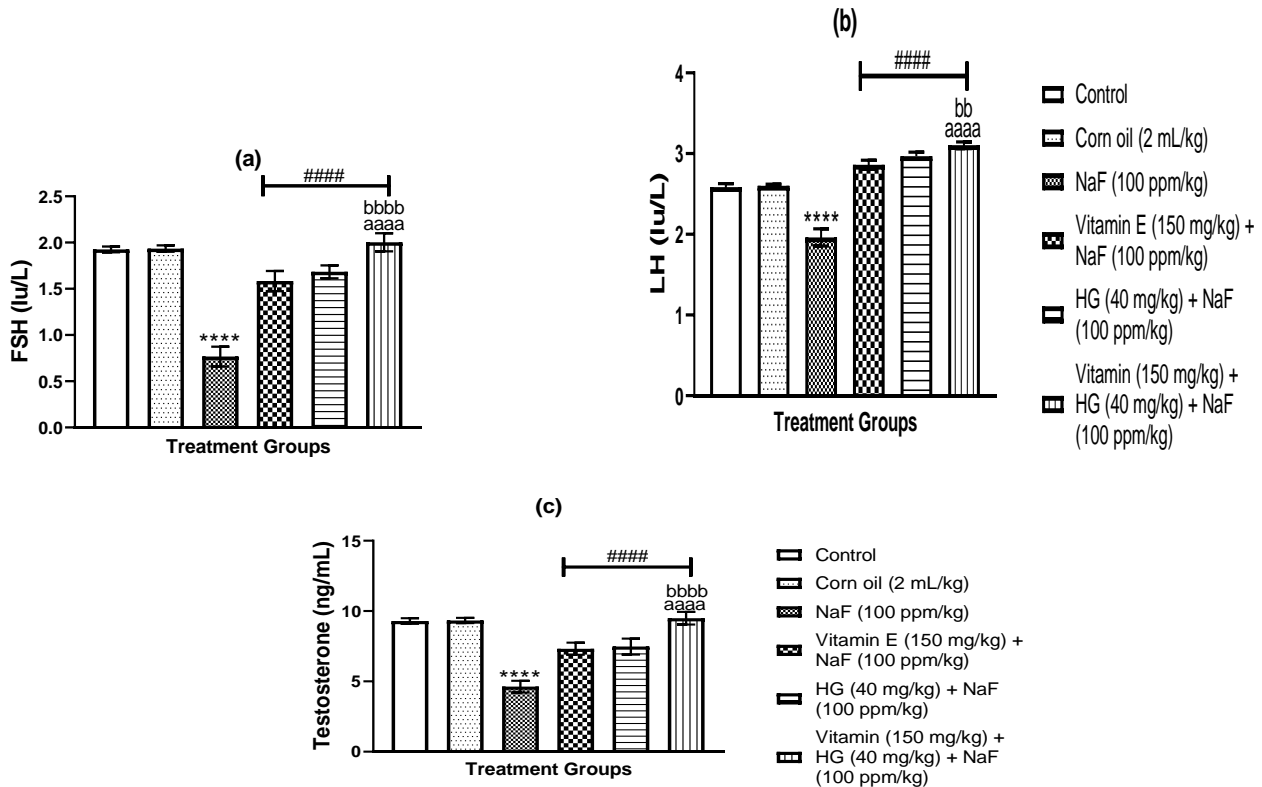 (a)
####
bbbb
aaaa
****
FSH (Iu/L)
2.5
2.0
1.5
1.0
0.5
0.0
Treatment Groups
(b)
####
bb
aaaa
****
LH (Iu/L)
4
3
2
1
0
Treatment Groups
Control
Corn oil (2 mL/kg)
NaF (100 ppm/kg)
Vitamin E (150 mg/kg) +
NaF (100 ppm/kg)
HG (40 mg/kg) + NaF
(100 ppm/kg)
Vitamin (150 mg/kg) +
HG (40 mg/kg) + NaF
(100 ppm/kg)
(c)
####
bbbb
aaaa
****
Testosterone (ng/mL)
15
10
5
0
Treatment Groups
Control
Corn oil (2 mL/kg)
NaF (100 ppm/kg)
Vitamin E (150 mg/kg) +
NaF (100 ppm/kg)
HG (40 mg/kg) + NaF
(100 ppm/kg)
Vitamin (150 mg/kg) +
HG (40 mg/kg) + NaF
(100 ppm/kg)